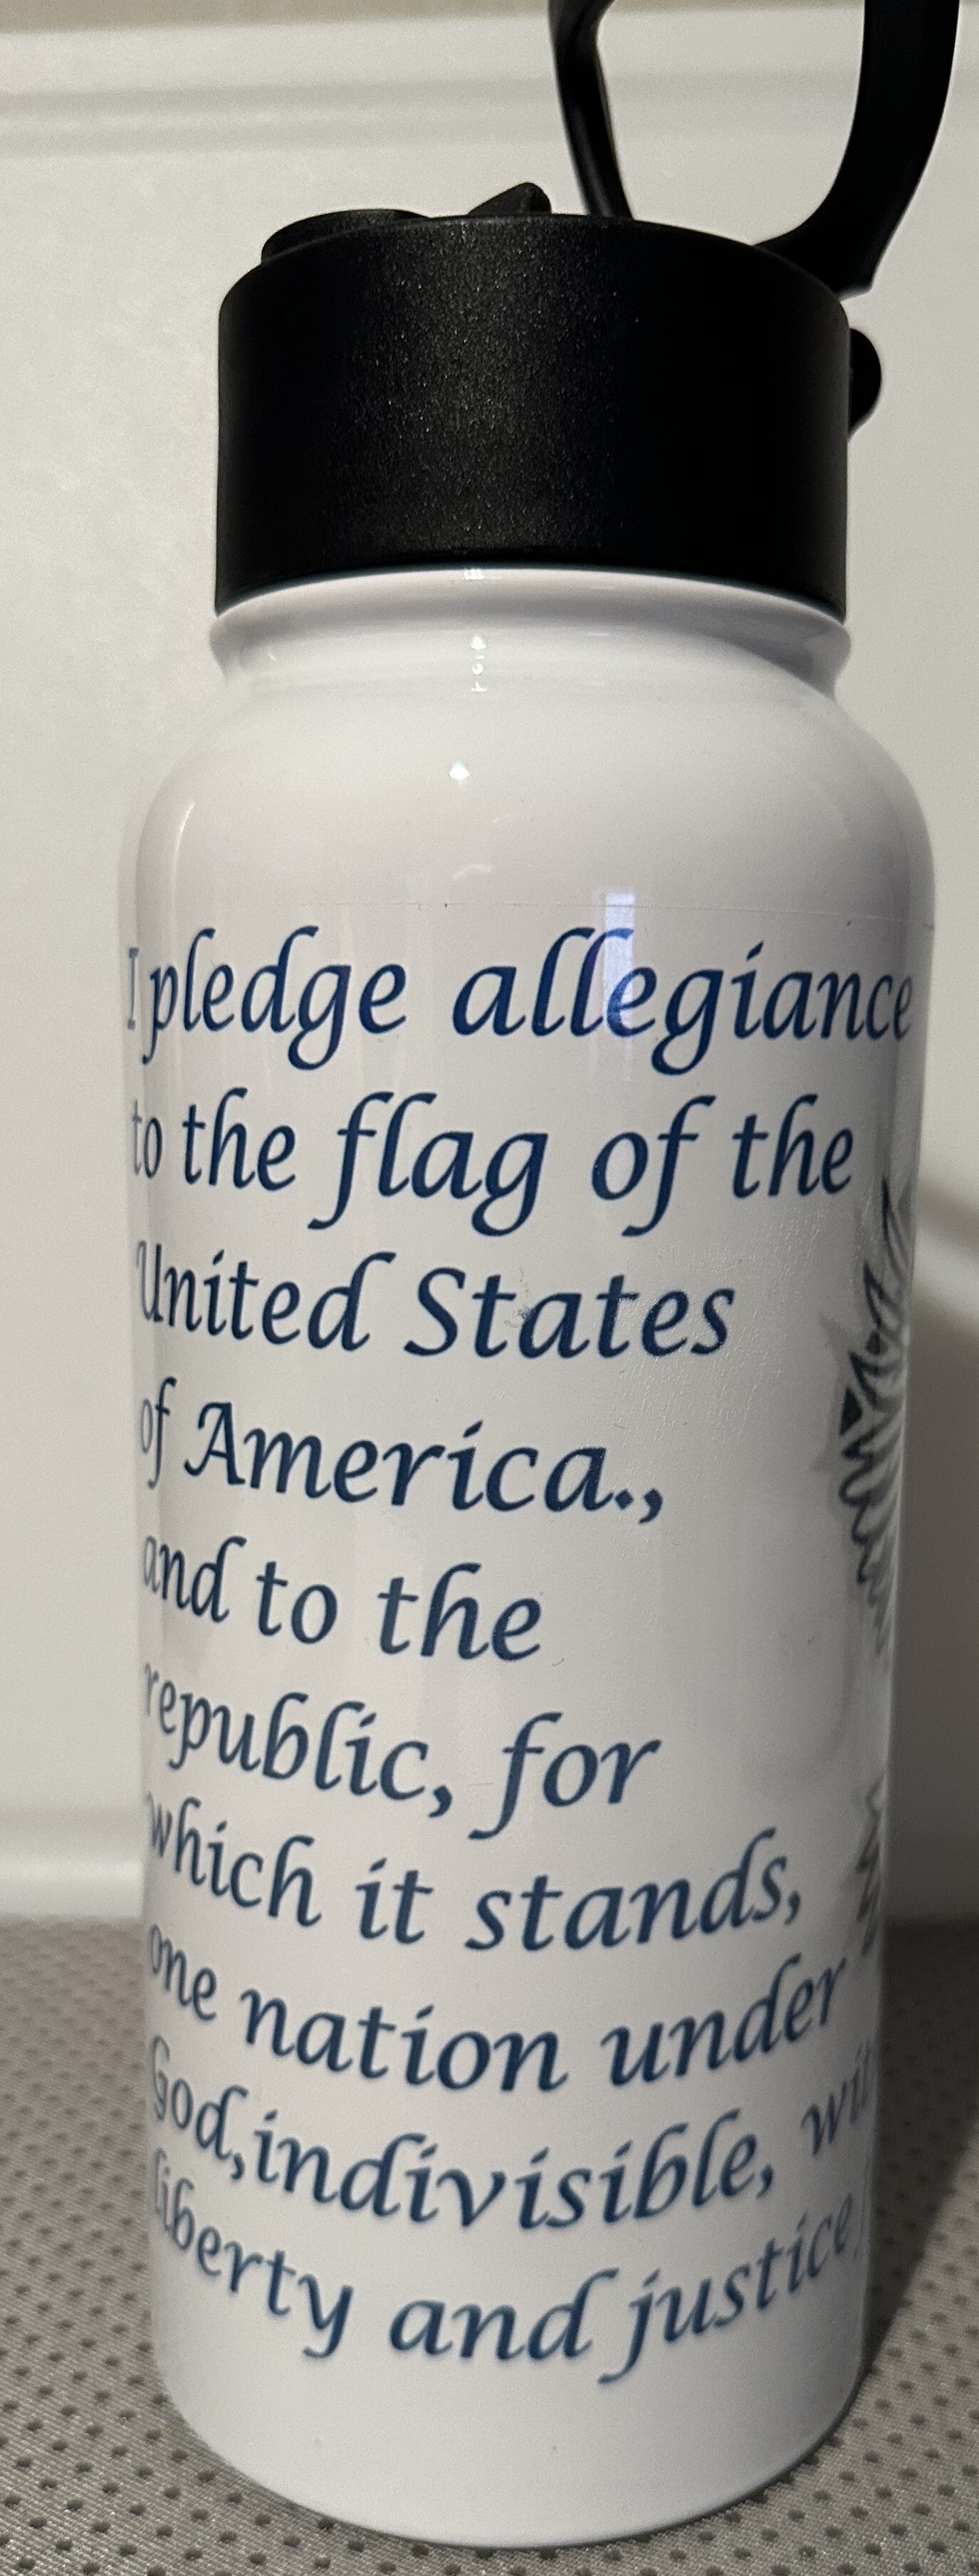 I pledge allegiance
to the flag of the
United States
of America.,
and to the
republic, for
which it stands,
one nation under
God,indivisible,
liberty and justice